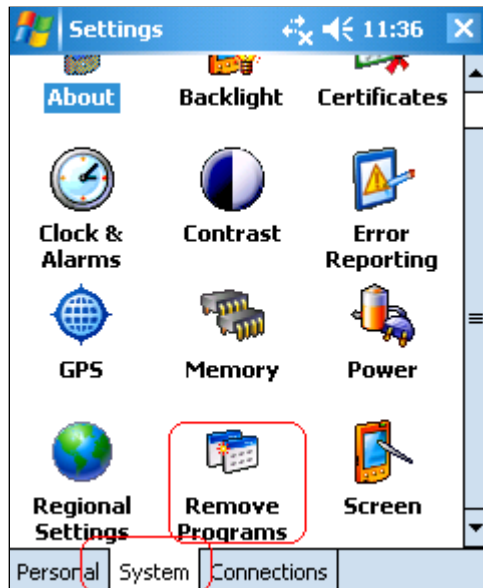 Settings 11:36
About Backlight Certificates
Clock & Contrast Error
Alarms Reporting
GPS Memory Power
Regional Remove Screen
Settings Programs
Personal System Connections